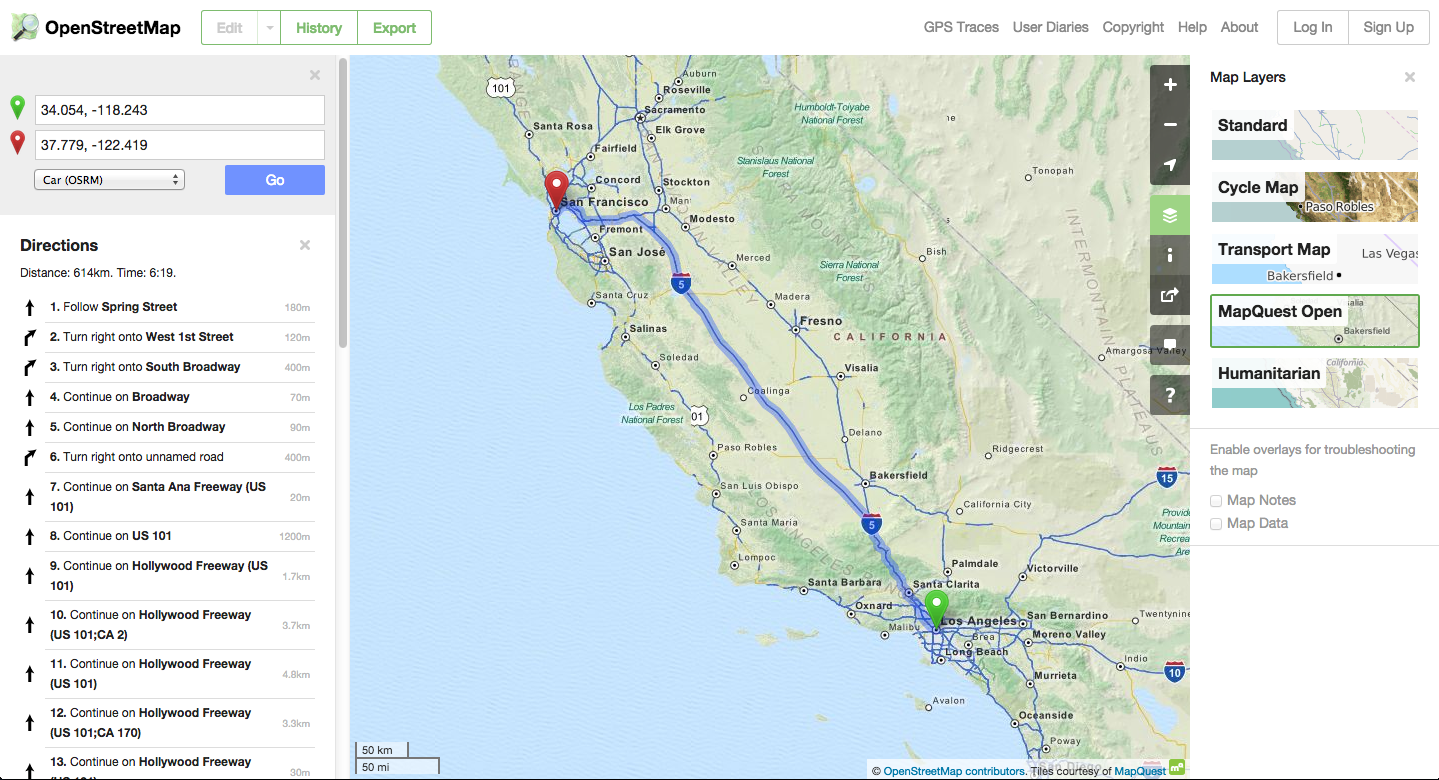 OpenStreetMap
Edit
History
Export
GPS Traces
User Diaries
Copyright
Help
About
Log In
Sign Up
34.054, -118.243
37.779, -122.419
Car (OSRM)
Go
Directions
Distance: 614km. Time: 6:19.
1. Follow Spring Street
180m
2. Turn right onto West 1st Street
120m
3. Turn right onto South Broadway
400m
4. Continue on Broadway
70m
5. Continue on North Broadway
90m
6. Turn right onto unnamed road
400m
7. Continue on Santa Ana Freeway (US
101)
20m
8. Continue on US 101
1200m
9. Continue on Hollywood Freeway (US
101)
1.7km
10. Continue on Hollywood Freeway
(US 101;CA 2)
3.7km
11. Continue on Hollywood Freeway
(US 101)
4.8km
12. Continue on Hollywood Freeway
(US 101;CA 170)
3.3km
13. Continue on Hollywood Freeway
30m
Auburn
101
Roseville
Sacramento
Humboldt-Toiyabe
National Forest
Santa Rosa
Elk Grove
Fairfield
Stanislaus National
Forest
Tonopah
Concord
Stockton
San Francisco
Man
Modesto
Fremont
San José
Merced
Sierra National
Forest
Bish
5
Santa Cruz
Madera
Salinas
Fresno
CALIFORNIA
INTERMONTAIN
PLATEAUS
Soledad
Amargosa Valley
Visalia
Coalinga
Los Padres
National Forest
01
Delano
Paso Robles
Ridgecrest
Bakersfield
15
San Luis Obispo
California City
Santa Maria
5
LOS ANGELES
Lompoc
Palmdale
Victorville
Santa Barbara
Santa Clarita
Oxnard
Los Angeles
San Bernardino
Twentynine
Malibu
Brea
Moreno Valley
Long Beach
Indio
10
Murrieta
Avalon
Oceanside
Poway
San Diego
50 km
50 mi
© OpenStreetMap contributors. Tiles courtesy of MapQuest
Map Layers
Standard
Cycle Map
Paso Robles
Transport Map
Las Vegas
Bakersfield
MapQuest Open
Bakersfield
Humanitarian
California
Enable overlays for troubleshooting
the map
Map Notes
Map Data